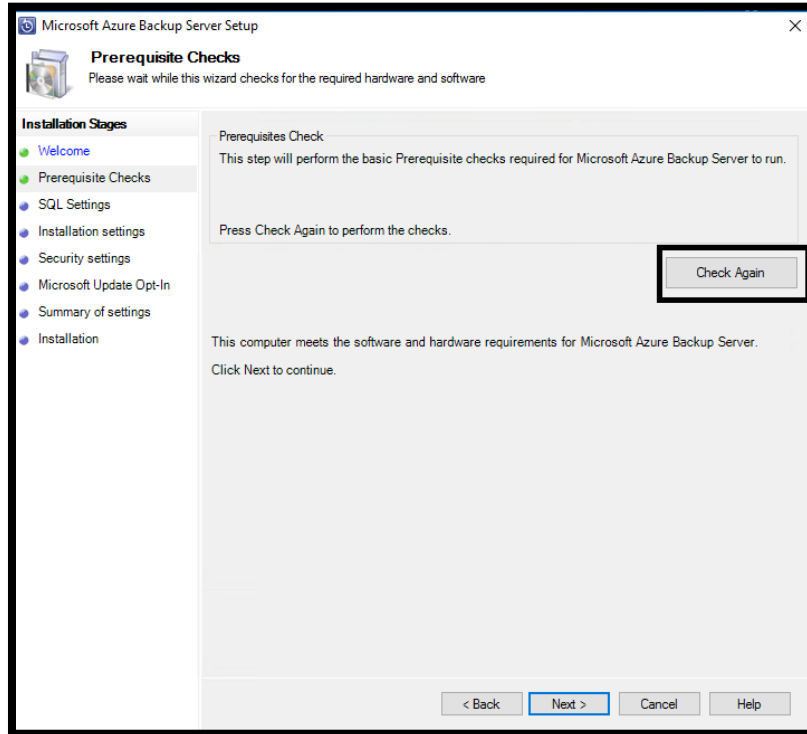 Microsoft Azure Backup Server Setup
Prerequisite Checks
Please wait while this wizard checks for the required hardware and software
Installation Stages
Welcome
Prerequisite Checks
SQL Settings
Installation settings
Security settings
Microsoft Update Opt-In
Summary of settings
Installation
Prerequisites Check
This step will perform the basic Prerequisite checks required for Microsoft Azure Backup Server to run.
Press Check Again to perform the checks.
Check Again
This computer meets the software and hardware requirements for Microsoft Azure Backup Server.
Click Next to continue.
< Back
Next >
Cancel
Help